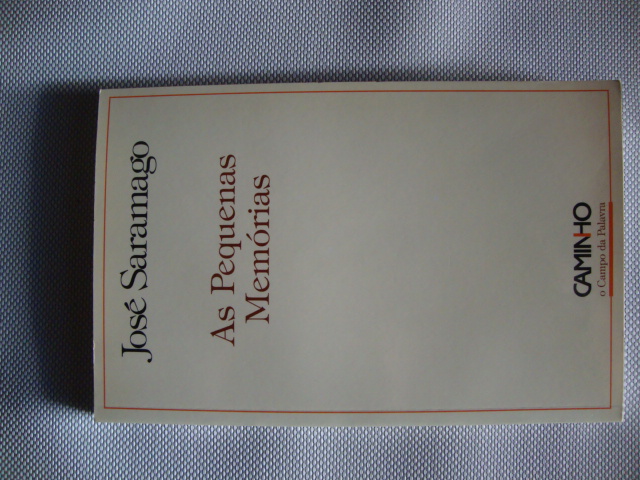 José Saramago
As Pequenas
Memórias
CAMINHO
o Campo da Palavra